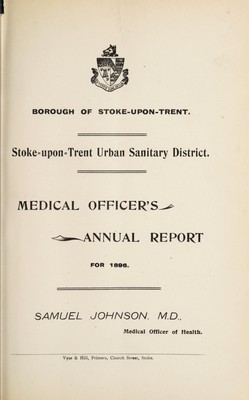 BOROUGH OF STOKE-UPON-TRENT.
Stoke-upon-Trent Urban Sanitary District.
MEDICAL OFFICER'S
ANNUAL REPORT
FOR 1896.
SAMUEL JOHNSON, M.D.,
Medical Officer of Health.
Vyse & Hill, Printers, Church Street, Stoke.